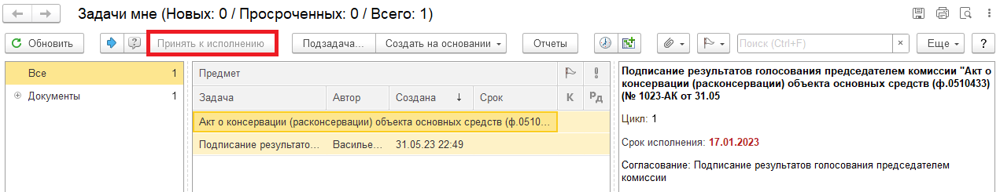 Задачи мне (Новых: 0 / Просроченных: 0 / Всего: 1)
Обновить Принять к исполнению Подзадача... Создать на основании Отчеты Поиск (Ctrl+F) × Еще ?
Все 1
Документы 1
Предмет
Задача Автор Создана ↓ Срок К Рд
Акт о консервации (расконсервации) объекта основных средств (ф.0510...
Подписание результато... Василье... 31.05.23 22:49
Подписание результатов голосования председателем комиссии "Акт о
консервации (расконсервации) объекта основных средств (ф.0510433)
(№ 1023-АК от 31.05
Цикл: 1
Срок исполнения: 17.01.2023
Согласование: Подписание результатов голосования председателем
комиссии